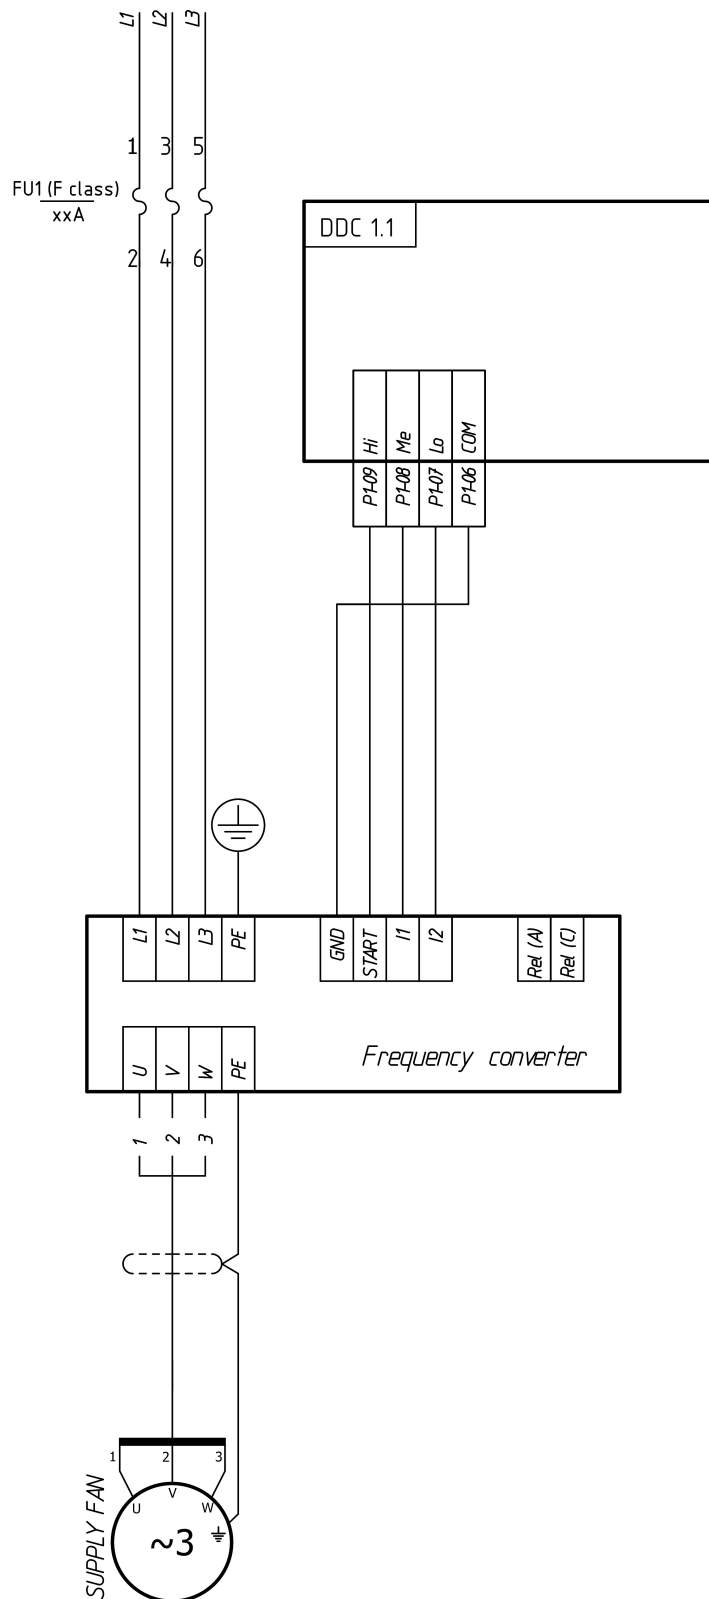 L1 L2 L3
1 3 5
FU1 (F class)
xxA
2 4 6
DDC 1.1
Hi Me Lo COM
P1-09 P1-08 P1-07 P1-06
L1 L2 L3 PE
GND START I1 I2
Rel (A) Rel (C)
U V W PE
Frequency converter
1 2 3
1 2 3
U V W
~3
SUPPLY FAN